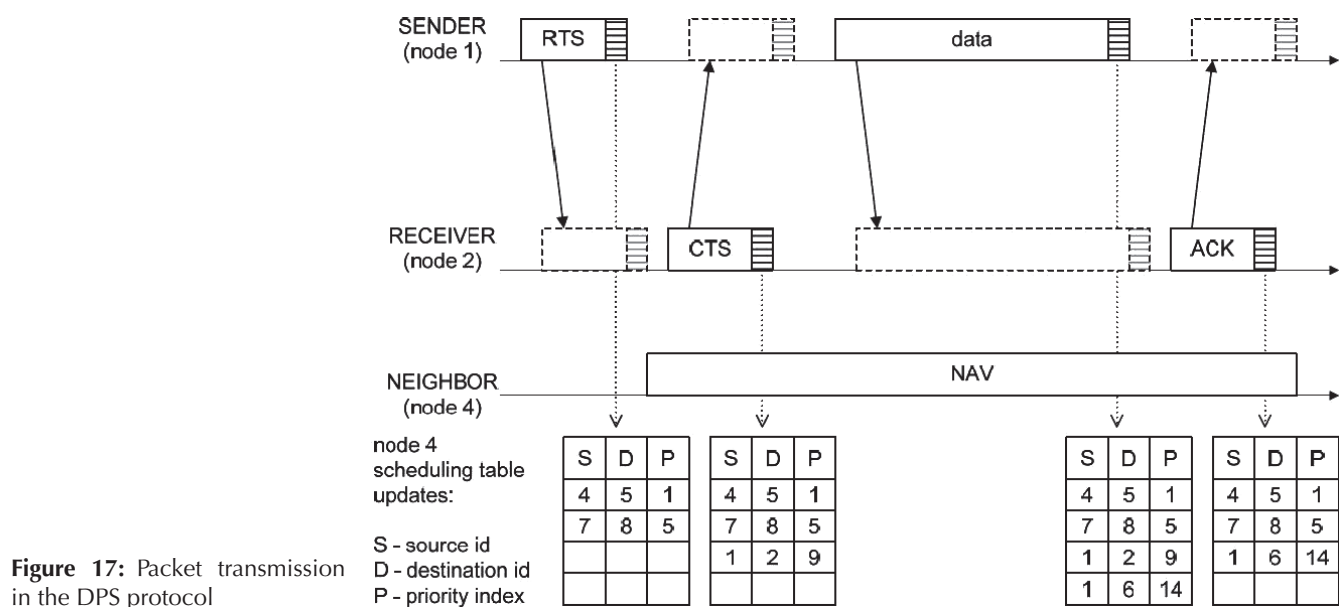 SENDER
(node 1)
RTS
data
RECEIVER
(node 2)
CTS
ACK
NEIGHBOR
(node 4)
NAV
node 4
scheduling table
updates:
S - source id
D - destination id
P - priority index
S D P
4 5 1
7 8 5
S D P
4 5 1
7 8 5
1 2 9
S D P
4 5 1
7 8 5
1 2 9
1 6 14
S D P
4 5 1
7 8 5
1 6 14
Figure 17: Packet transmission
in the DPS protocol